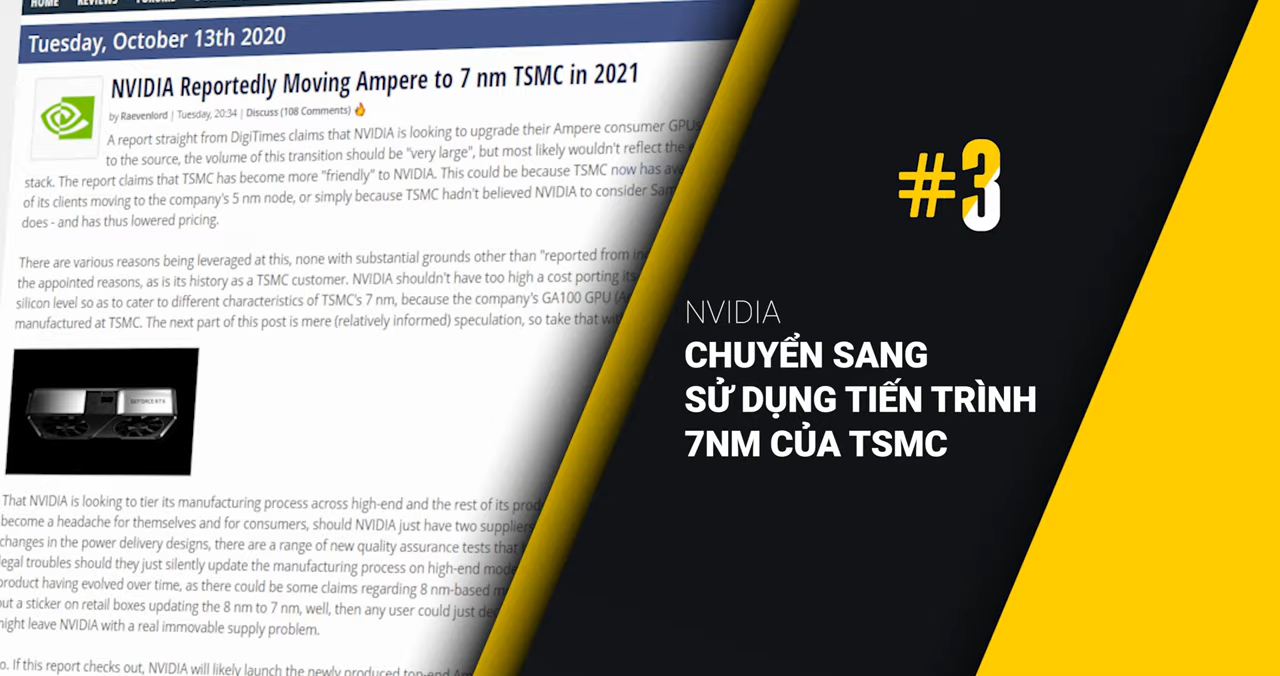 HOME REVIEWS FORUMS
Tuesday, October 13th 2020
NVIDIA Reportedly Moving Ampere to 7 nm TSMC in 2021
by Raevenlord | Tuesday, 20:34 | Discuss (108 Comments)
A report straight from DigiTimes claims that NVIDIA is looking to upgrade their Ampere consumer GPUs
to the source, the volume of this transition should be "very large", but most likely wouldn't reflect the
stack. The report claims that TSMC has become more "friendly" to NVIDIA. This could be because TSMC now has
of its clients moving to the company's 5 nm node, or simply because TSMC hadn't believed NVIDIA to consider
does - and has thus lowered pricing.
There are various reasons being leveraged at this, none with substantial grounds other than "reported from
the appointed reasons, as is its history as a TSMC customer. NVIDIA shouldn't have too high a cost porting its
silicon level so as to cater to different characteristics of TSMC's 7 nm, because the company's GA100 GPU
manufactured at TSMC. The next part of this post is mere (relatively informed) speculation, so take that
GEFORCE RTX
That NVIDIA is looking to tier its manufacturing process across high-end and the rest of its
become a headache for themselves and for consumers, should NVIDIA just have two suppliers
changes in the power delivery designs, there are a range of new quality assurance tests that
legal troubles should they just silently update the manufacturing process on high-end
product having evolved over time, as there could be some claims regarding 8 nm-based
out a sticker on retail boxes updating the 8 nm to 7 nm, well, then any user could just
might leave NVIDIA with a real immovable supply problem.
o. If this report checks out, NVIDIA will likely launch the newly produced top-end
#3
NVIDIA
CHUYỂN SANG
SỬ DỤNG TIẾN TRÌNH
7NM CỦA TSMC